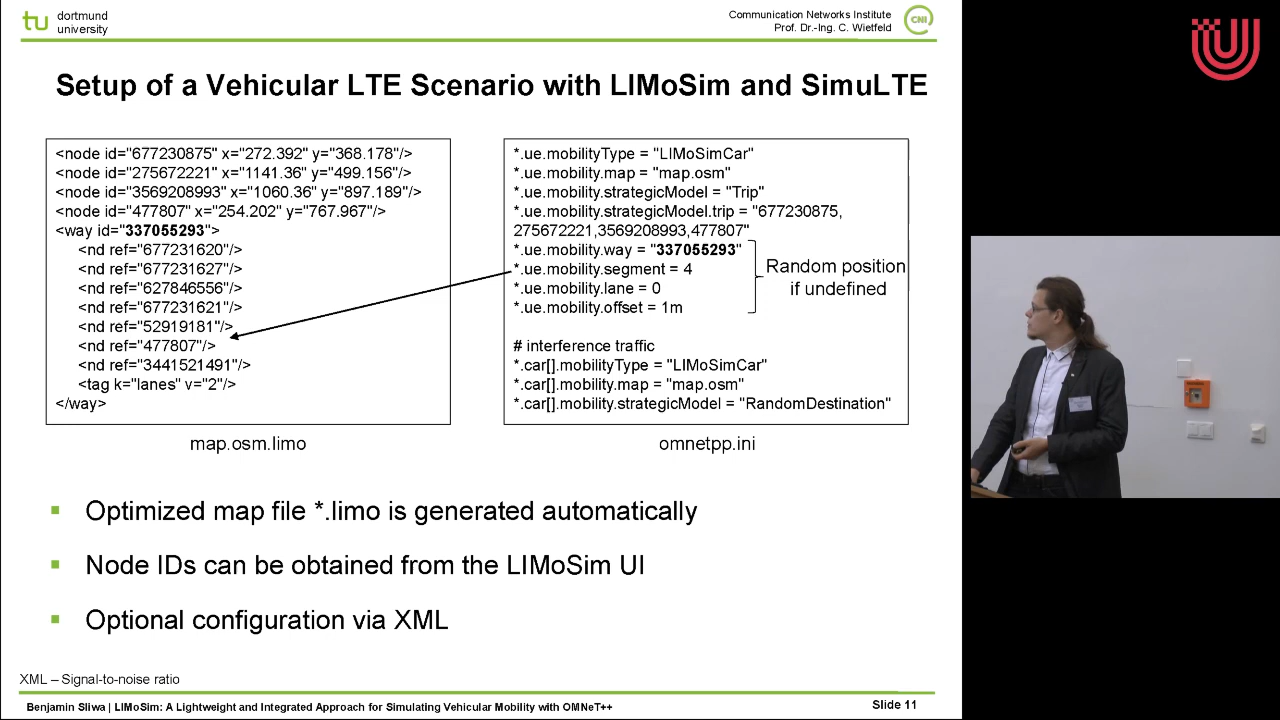 tu dortmund
university
Communication Networks Institute
Prof. Dr.-Ing. C. Wietfeld
CNI
Setup of a Vehicular LTE Scenario with LIMoSim and SimuLTE
<node id="677230875" x="272.392" y="368.178"/>
<node id="275672221" x="1141.36" y="499.156"/>
<node id="3569208993" x="1060.36" y="897.189"/>
<node id="477807" x="254.202" y="767.967"/>
<way id="337055293">
<nd ref="677231620"/>
<nd ref="677231627"/>
<nd ref="627846556"/>
<nd ref="677231621"/>
<nd ref="52919181"/>
<nd ref="477807"/>
<nd ref="3441521491"/>
<tag k="lanes" v="2"/>
</way>
map.osm.limo
*.ue.mobilityType = "LIMoSimCar"
*.ue.mobility.map = "map.osm"
*.ue.mobility.strategicModel = "Trip"
*.ue.mobility.strategicModel.trip = "677230875,
275672221,3569208993,477807"
*.ue.mobility.way = "337055293"
*.ue.mobility.segment = 4
*.ue.mobility.lane = 0
*.ue.mobility.offset = 1m
Random position
if undefined
# interference traffic
*.car[].mobilityType = "LIMoSimCar"
*.car[].mobility.map = "map.osm"
*.car[].mobility.strategicModel = "RandomDestination"
omnetpp.ini
Optimized map file *.limo is generated automatically
Node IDs can be obtained from the LIMoSim UI
Optional configuration via XML
XML – Signal-to-noise ratio
Benjamin Sliwa | LIMoSim: A Lightweight and Integrated Approach for Simulating Vehicular Mobility with OMNeT++
Slide 11